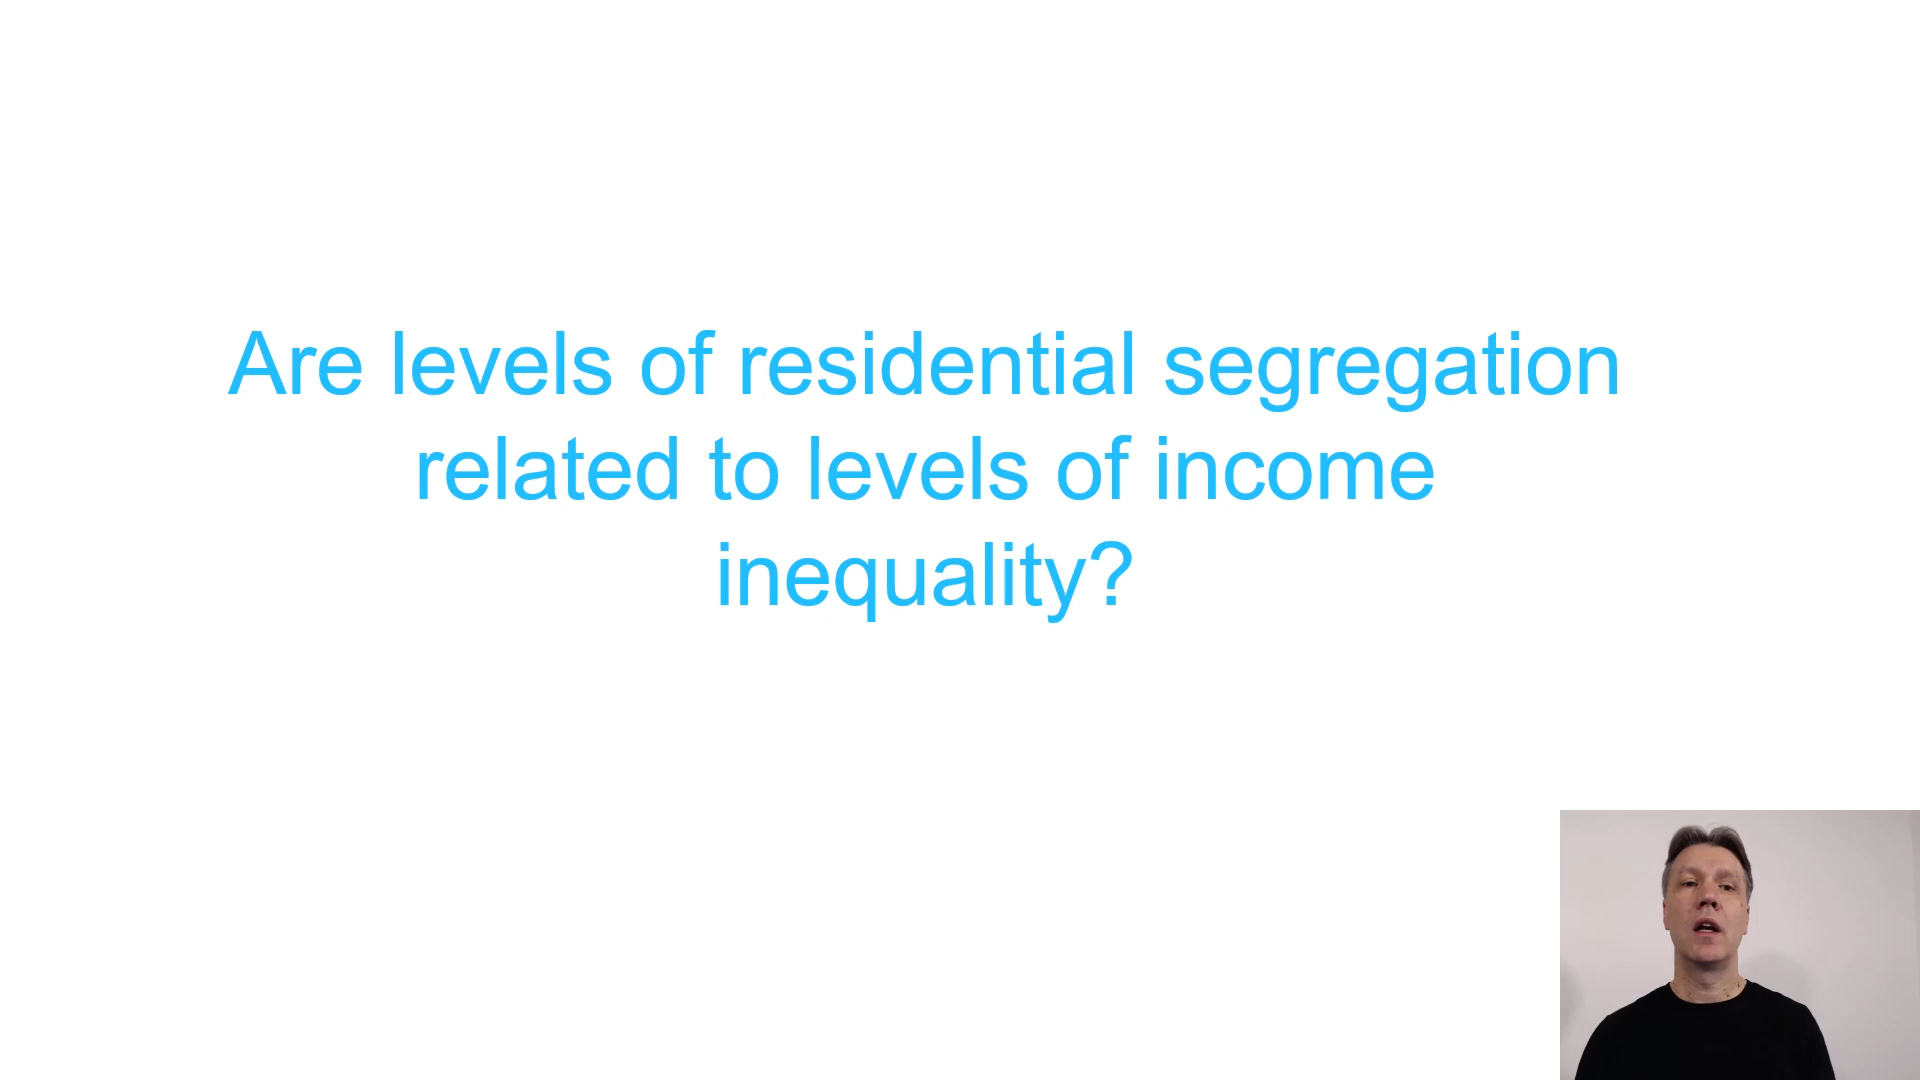 Are levels of residential segregation
related to levels of income
inequality?